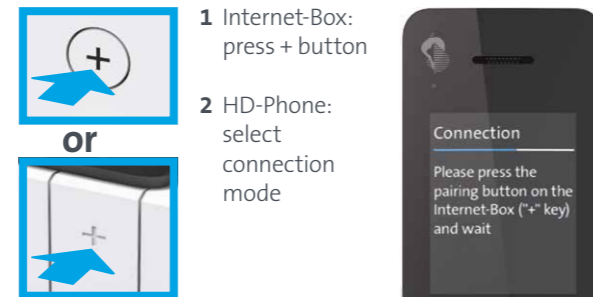 +
or
+
1 Internet-Box:
press + button
2 HD-Phone:
select
connection
mode
Connection
Please press the
pairing button on the
Internet-Box ("+" key)
and wait